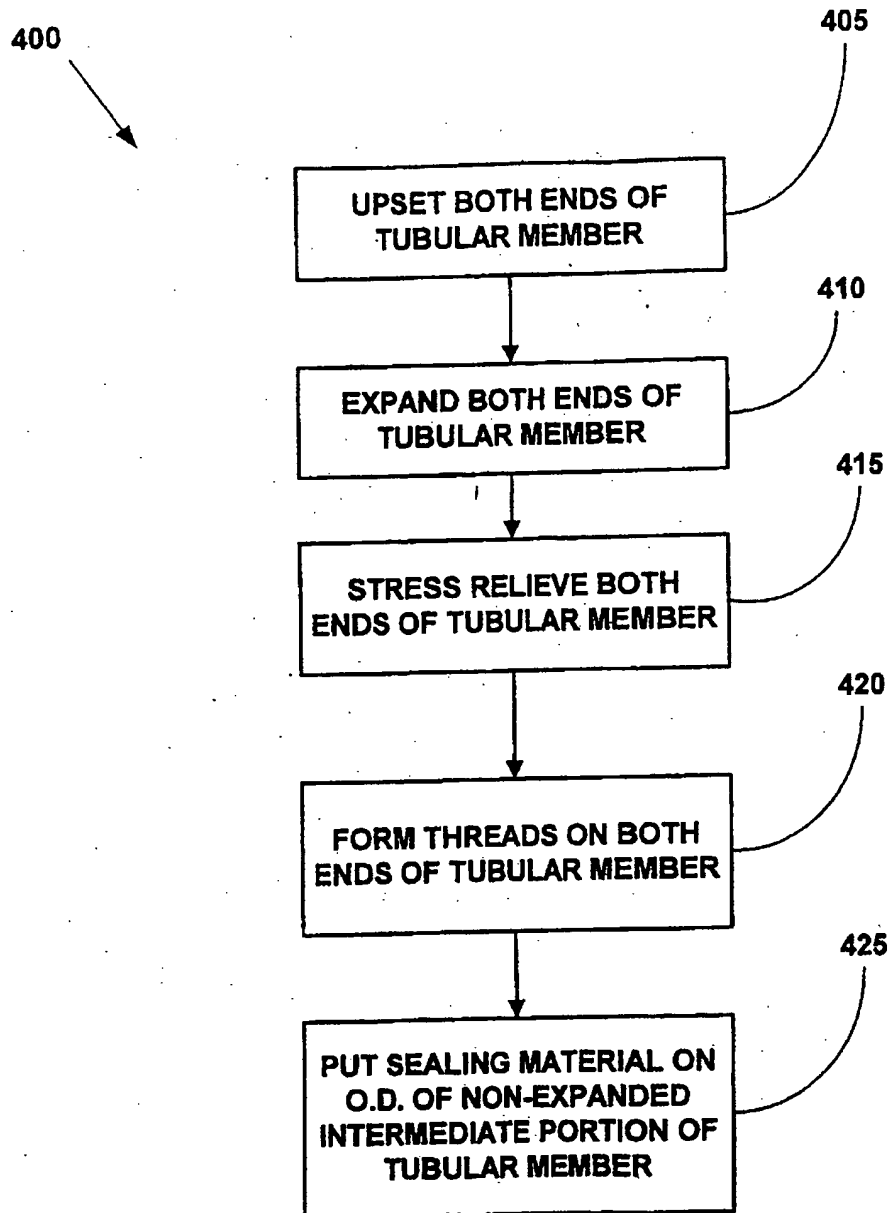 400
405
UPSET BOTH ENDS OF
TUBULAR MEMBER
410
EXPAND BOTH ENDS OF
TUBULAR MEMBER
415
STRESS RELIEVE BOTH
ENDS OF TUBULAR MEMBER
420
FORM THREADS ON BOTH
ENDS OF TUBULAR MEMBER
425
PUT SEALING MATERIAL ON
O.D. OF NON-EXPANDED
INTERMEDIATE PORTION OF
TUBULAR MEMBER